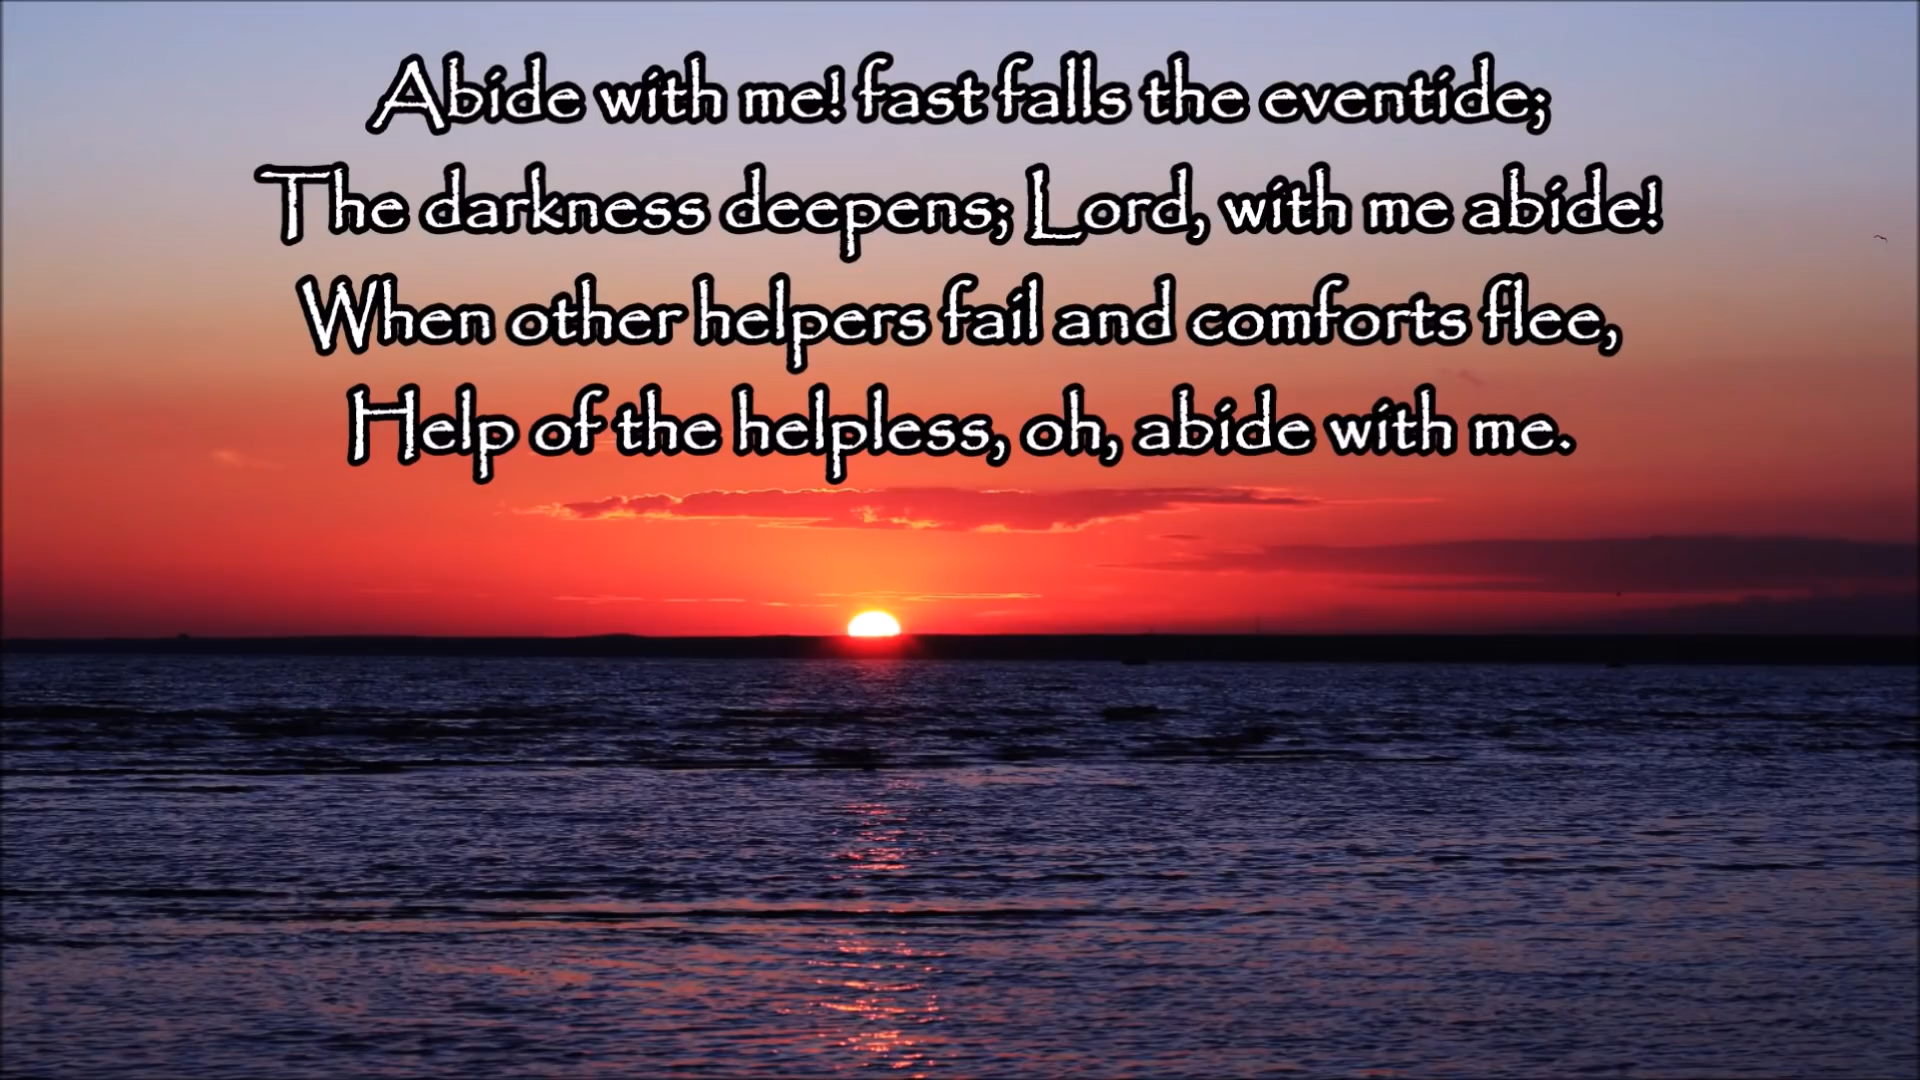 Abide with me! fast falls the eventide;
The darkness deepens; Lord, with me abide!
When other helpers fail and comforts flee,
Help of the helpless, oh, abide with me.